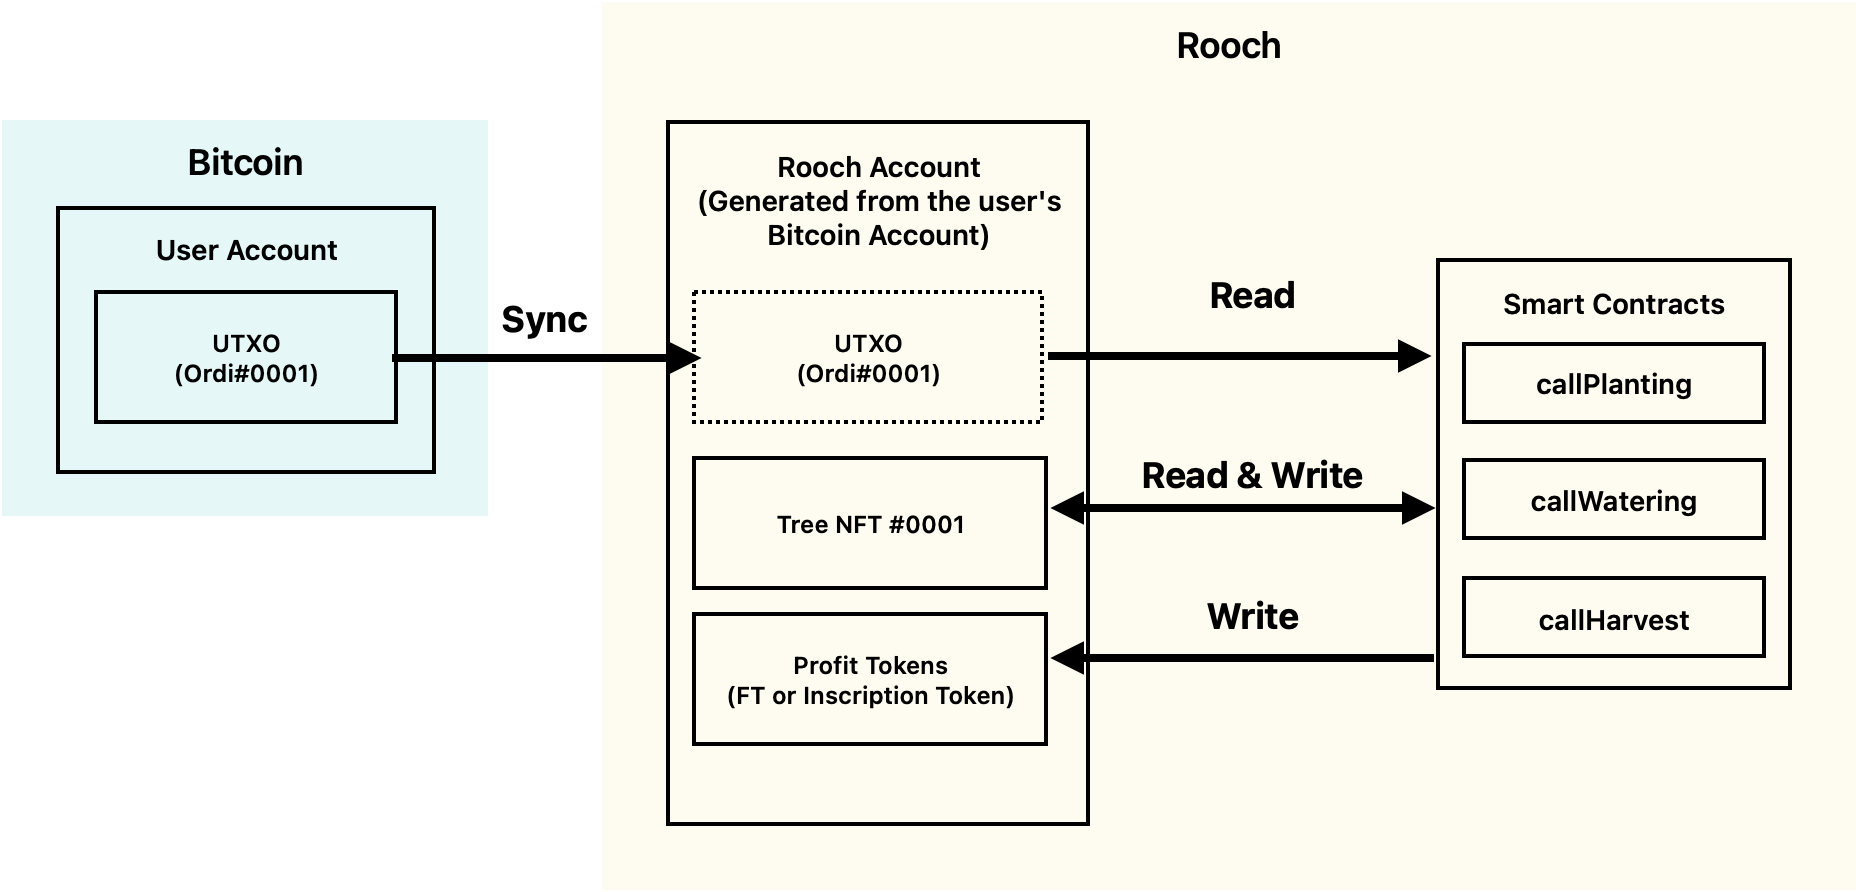 Rooch
Bitcoin
User Account
UTXO
(Ordi#0001)
Sync
Rooch Account
(Generated from the user's
Bitcoin Account)
UTXO
(Ordi#0001)
Tree NFT #0001
Profit Tokens
(FT or Inscription Token)
Read
Read & Write
Write
Smart Contracts
callPlanting
callWatering
callHarvest